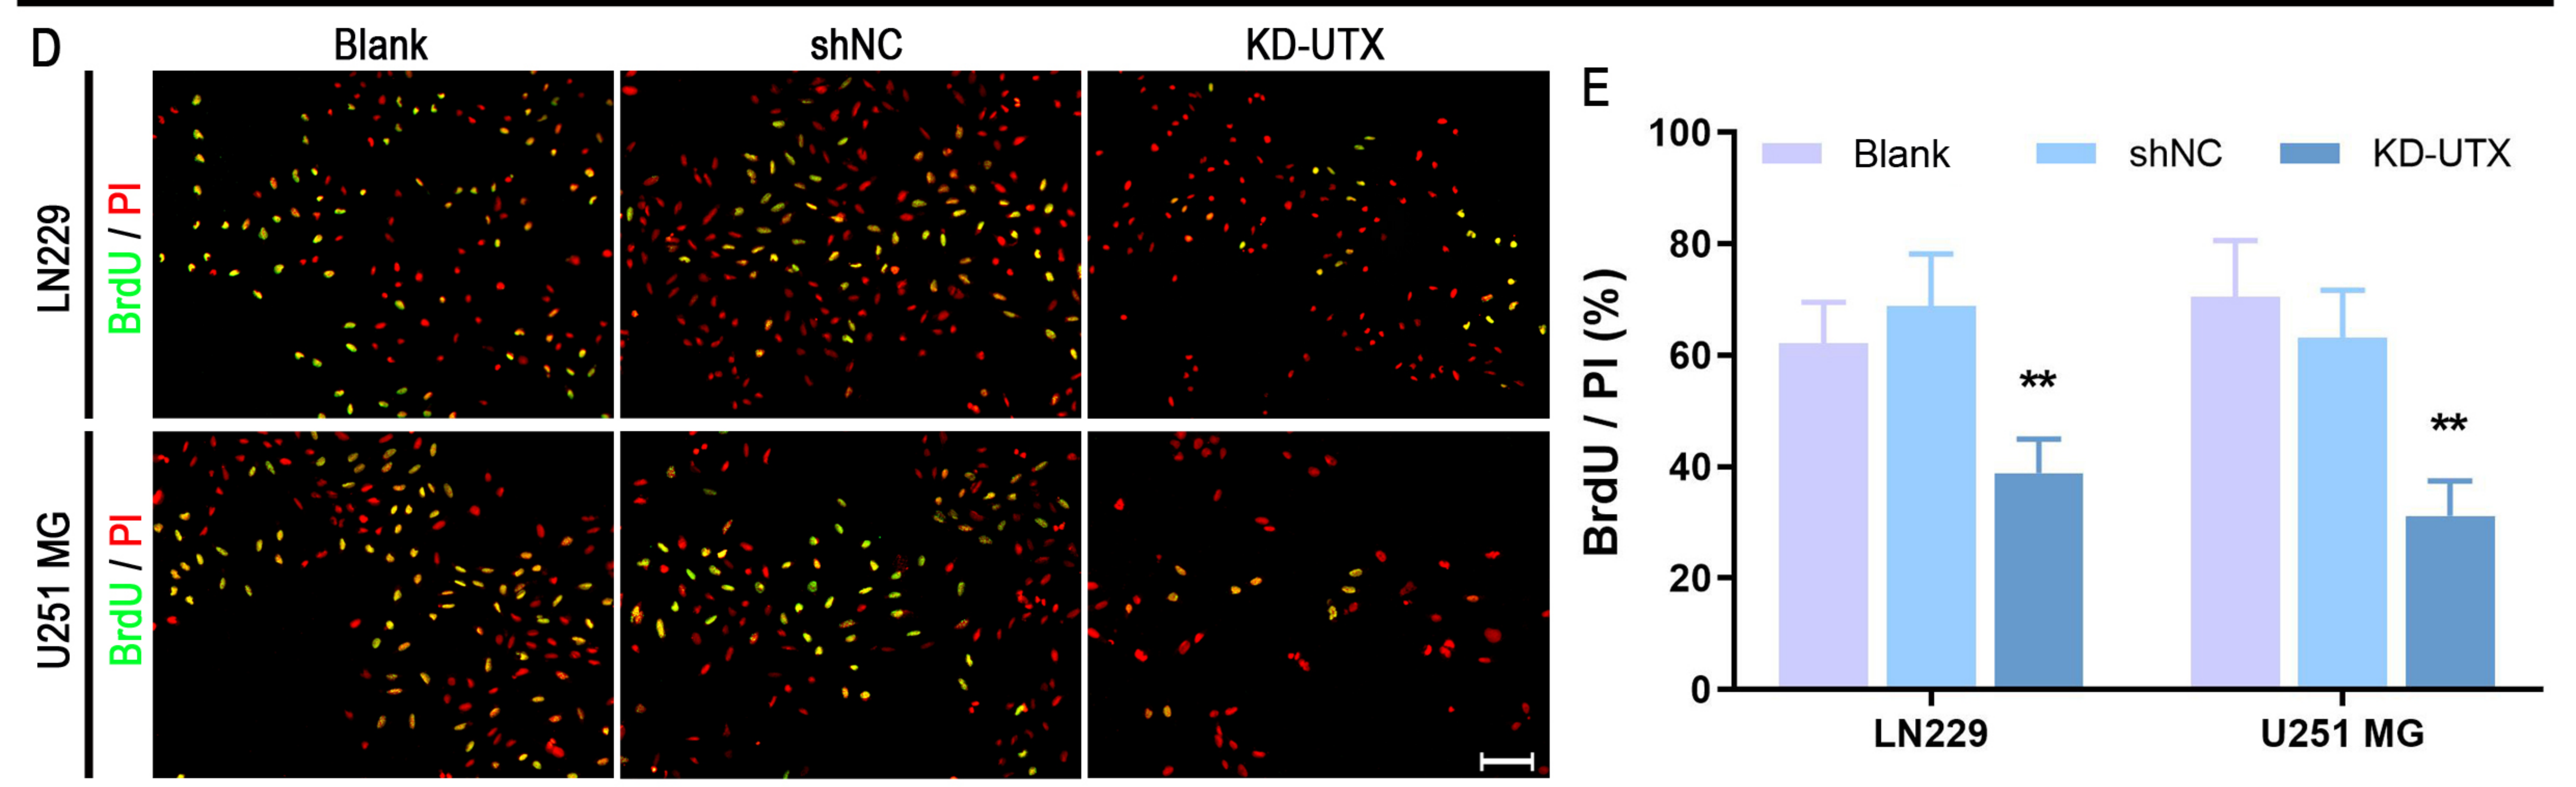 D
Blank
shNC
KD-UTX
LN229
BrdU / PI
U251 MG
BrdU / PI
E
BrdU / PI (%)
100
80
60
40
20
0
Blank
shNC
KD-UTX
**
**
LN229
U251 MG